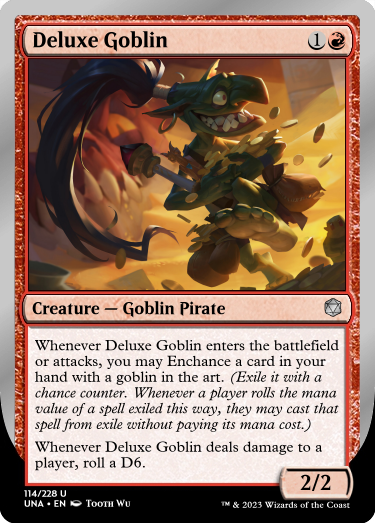 Deluxe Goblin 1
Creature — Goblin Pirate
Whenever Deluxe Goblin enters the battlefield
or attacks, you may Enchance a card in your
hand with a goblin in the art. (Exile it with a
chance counter. Whenever a player rolls the mana
value of a spell exiled this way, they may cast that
spell from exile without paying its mana cost.)
Whenever Deluxe Goblin deals damage to a
player, roll a D6.
2/2
114/228 U
UNA • EN Tooth Wu ™ & © 2023 Wizards of the Coast